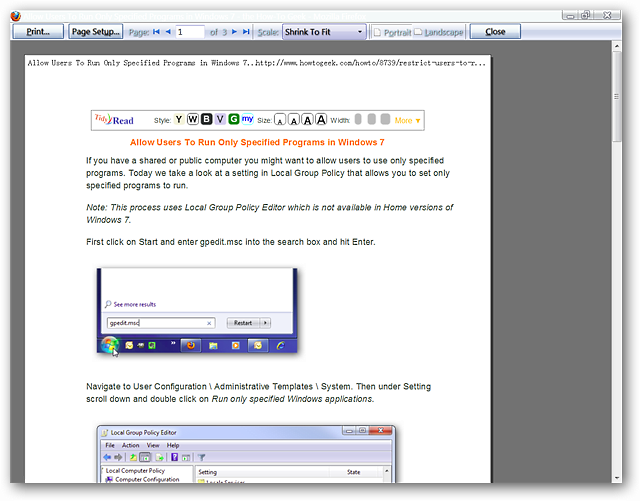 Print... Page Setup... Page: 1 of 3 Scale: Shrink To Fit Portrait Landscape Close
Allow Users To Run Only Specified Programs in Windows 7..http://www.howtogeek.com/howto/8739/restrict-users-to-r...
Tidy Read Style: Y W B V G my Size: A A A A Width: More
Allow Users To Run Only Specified Programs in Windows 7
If you have a shared or public computer you might want to allow users to use only specified
programs. Today we take a look at a setting in Local Group Policy that allows you to set only
specified programs to run.
Note: This process uses Local Group Policy Editor which is not available in Home versions of
Windows 7.
First click on Start and enter gpedit.msc into the search box and hit Enter.
See more results
gpedit.msc Restart
Navigate to User Configuration \ Administrative Templates \ System. Then under Setting
scroll down and double click on Run only specified Windows applications.
Local Group Policy Editor
File Action View Help
Local Computer Policy Setting State
Computer Configuration Locale Services